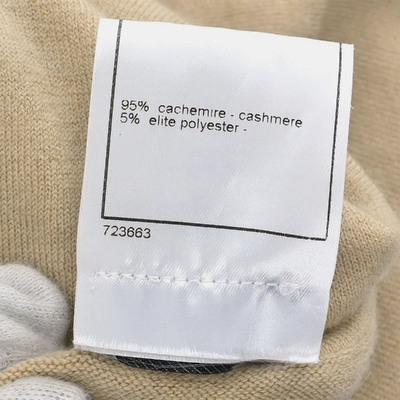 95% cachemire - cashmere
5% elite polyester -
723663